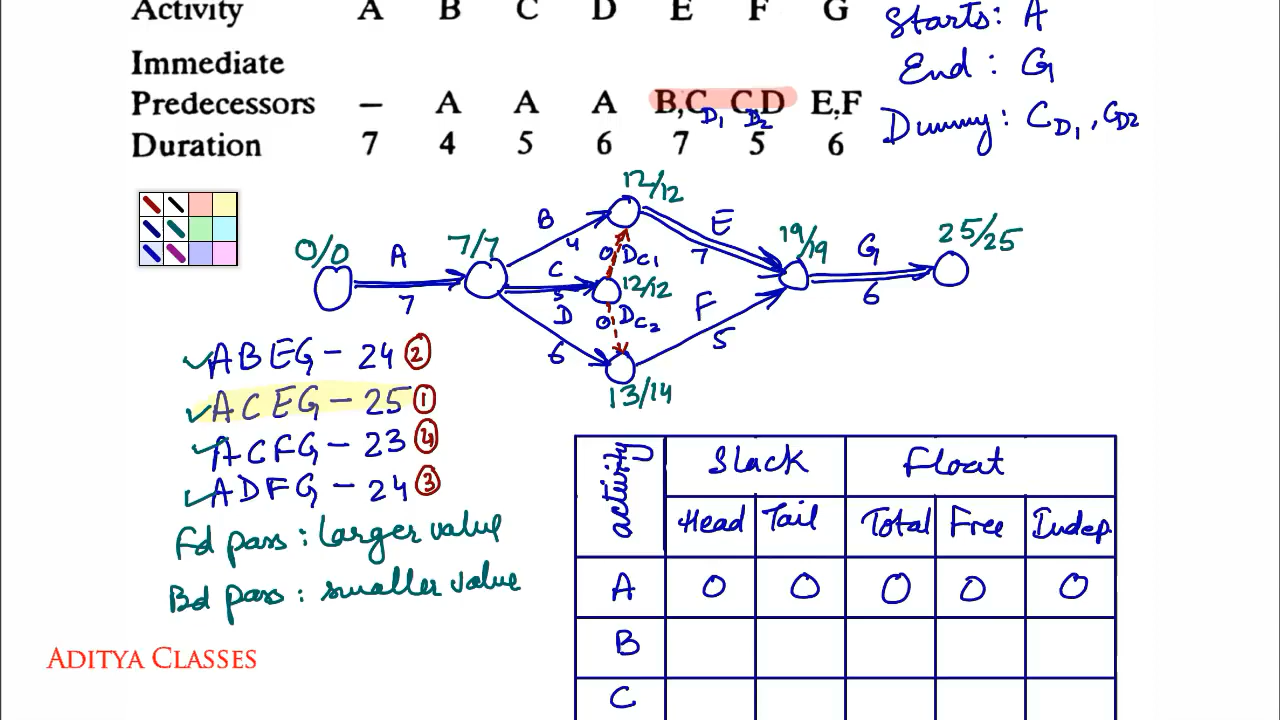 Activity A B C D E F G
Immediate
Predecessors – A A A B,C C,D E,F
D1 D2
Duration 7 4 5 6 7 5 6
Starts: A
End : G
Dummy : CD1, CD2
0/0 A 7
7/7
B 4
C 5
D 6
12/12
0 DC1
12/12
0 DC2
13/14
E 7
F 5
19/19
G 6
25/25
ABEG - 24 2
ACEG - 25 1
ACFG - 23 4
ADFG - 24 3
Fd pass : larger value
Bd pass : smaller value
activity Slack Float
Head Tail Total Free Indep.
A 0 0 0 0 0
B
C
ADITYA CLASSES